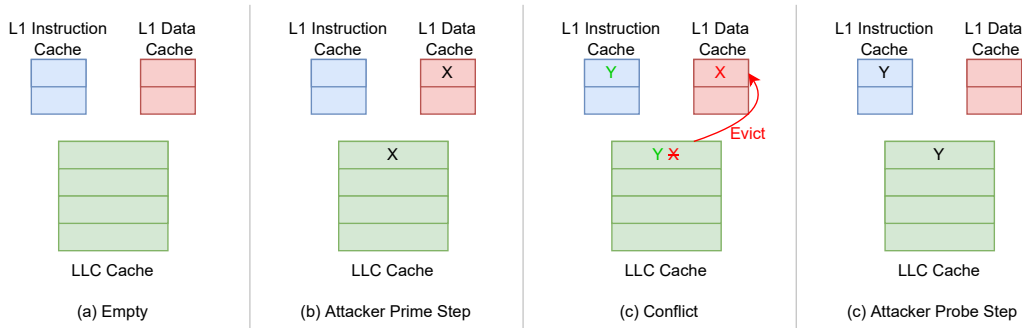 L1 Instruction
Cache
L1 Data
Cache
LLC Cache
(a) Empty
L1 Instruction
Cache
L1 Data
Cache
X
X
LLC Cache
(b) Attacker Prime Step
L1 Instruction
Cache
L1 Data
Cache
Y
X
Evict
Y X
LLC Cache
(c) Conflict
L1 Instruction
Cache
L1 Data
Cache
Y
Y
LLC Cache
(c) Attacker Probe Step